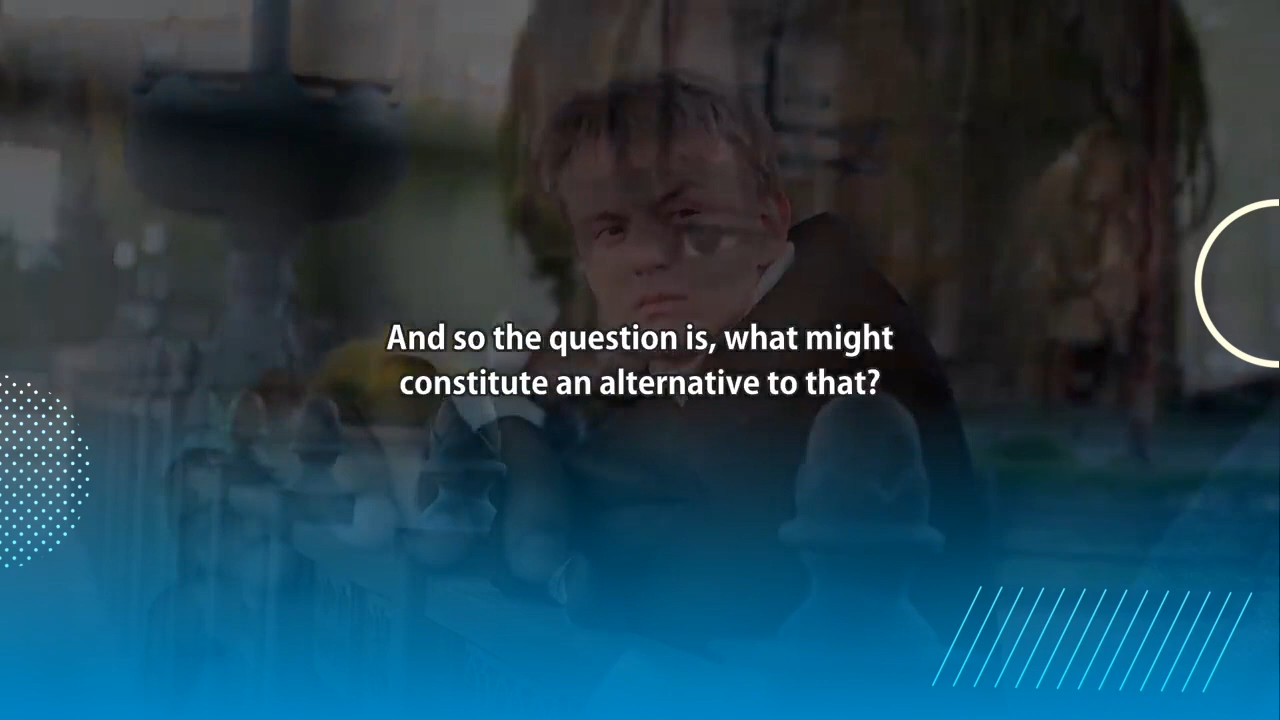 And so the question is, what might
constitute an alternative to that?